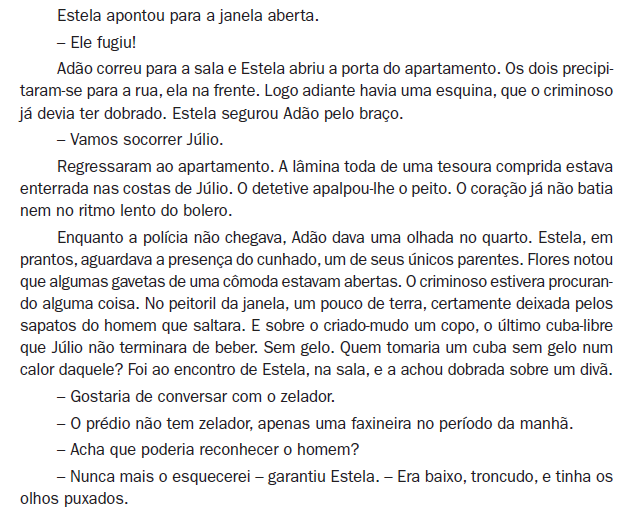 Estela apontou para a janela aberta.
– Ele fugiu!
Adão correu para a sala e Estela abriu a porta do apartamento. Os dois precipi-
taram-se para a rua, ela na frente. Logo adiante havia uma esquina, que o criminoso
já devia ter dobrado. Estela segurou Adão pelo braço.
– Vamos socorrer Júlio.
Regressaram ao apartamento. A lâmina toda de uma tesoura comprida estava
enterrada nas costas de Júlio. O detetive apalpou-lhe o peito. O coração já não batia
nem no ritmo lento do bolero.
Enquanto a polícia não chegava, Adão dava uma olhada no quarto. Estela, em
prantos, aguardava a presença do cunhado, um de seus únicos parentes. Flores notou
que algumas gavetas de uma cômoda estavam abertas. O criminoso estivera procuran-
do alguma coisa. No peitoril da janela, um pouco de terra, certamente deixada pelos
sapatos do homem que saltara. E sobre o criado-mudo um copo, o último cuba-libre
que Júlio não terminara de beber. Sem gelo. Quem tomaria um cuba sem gelo num
calor daquele? Foi ao encontro de Estela, na sala, e a achou dobrada sobre um divã.
– Gostaria de conversar com o zelador.
– O prédio não tem zelador, apenas uma faxineira no período da manhã.
– Acha que poderia reconhecer o homem?
– Nunca mais o esquecerei – garantiu Estela. – Era baixo, troncudo, e tinha os
olhos puxados.